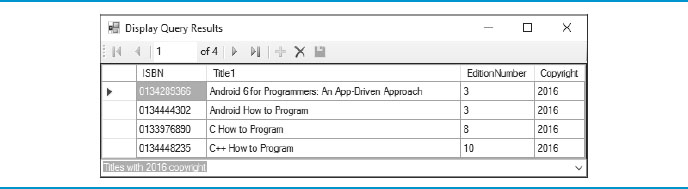 Display Query Results
1 of 4
ISBN Title1 EditionNumber Copyright
0134289366 Android 6 for Programmers: An App-Driven Approach 3 2016
0134444302 Android How to Program 3 2016
0133976890 C How to Program 8 2016
0134448235 C++ How to Program 10 2016
Titles with 2016 copyright